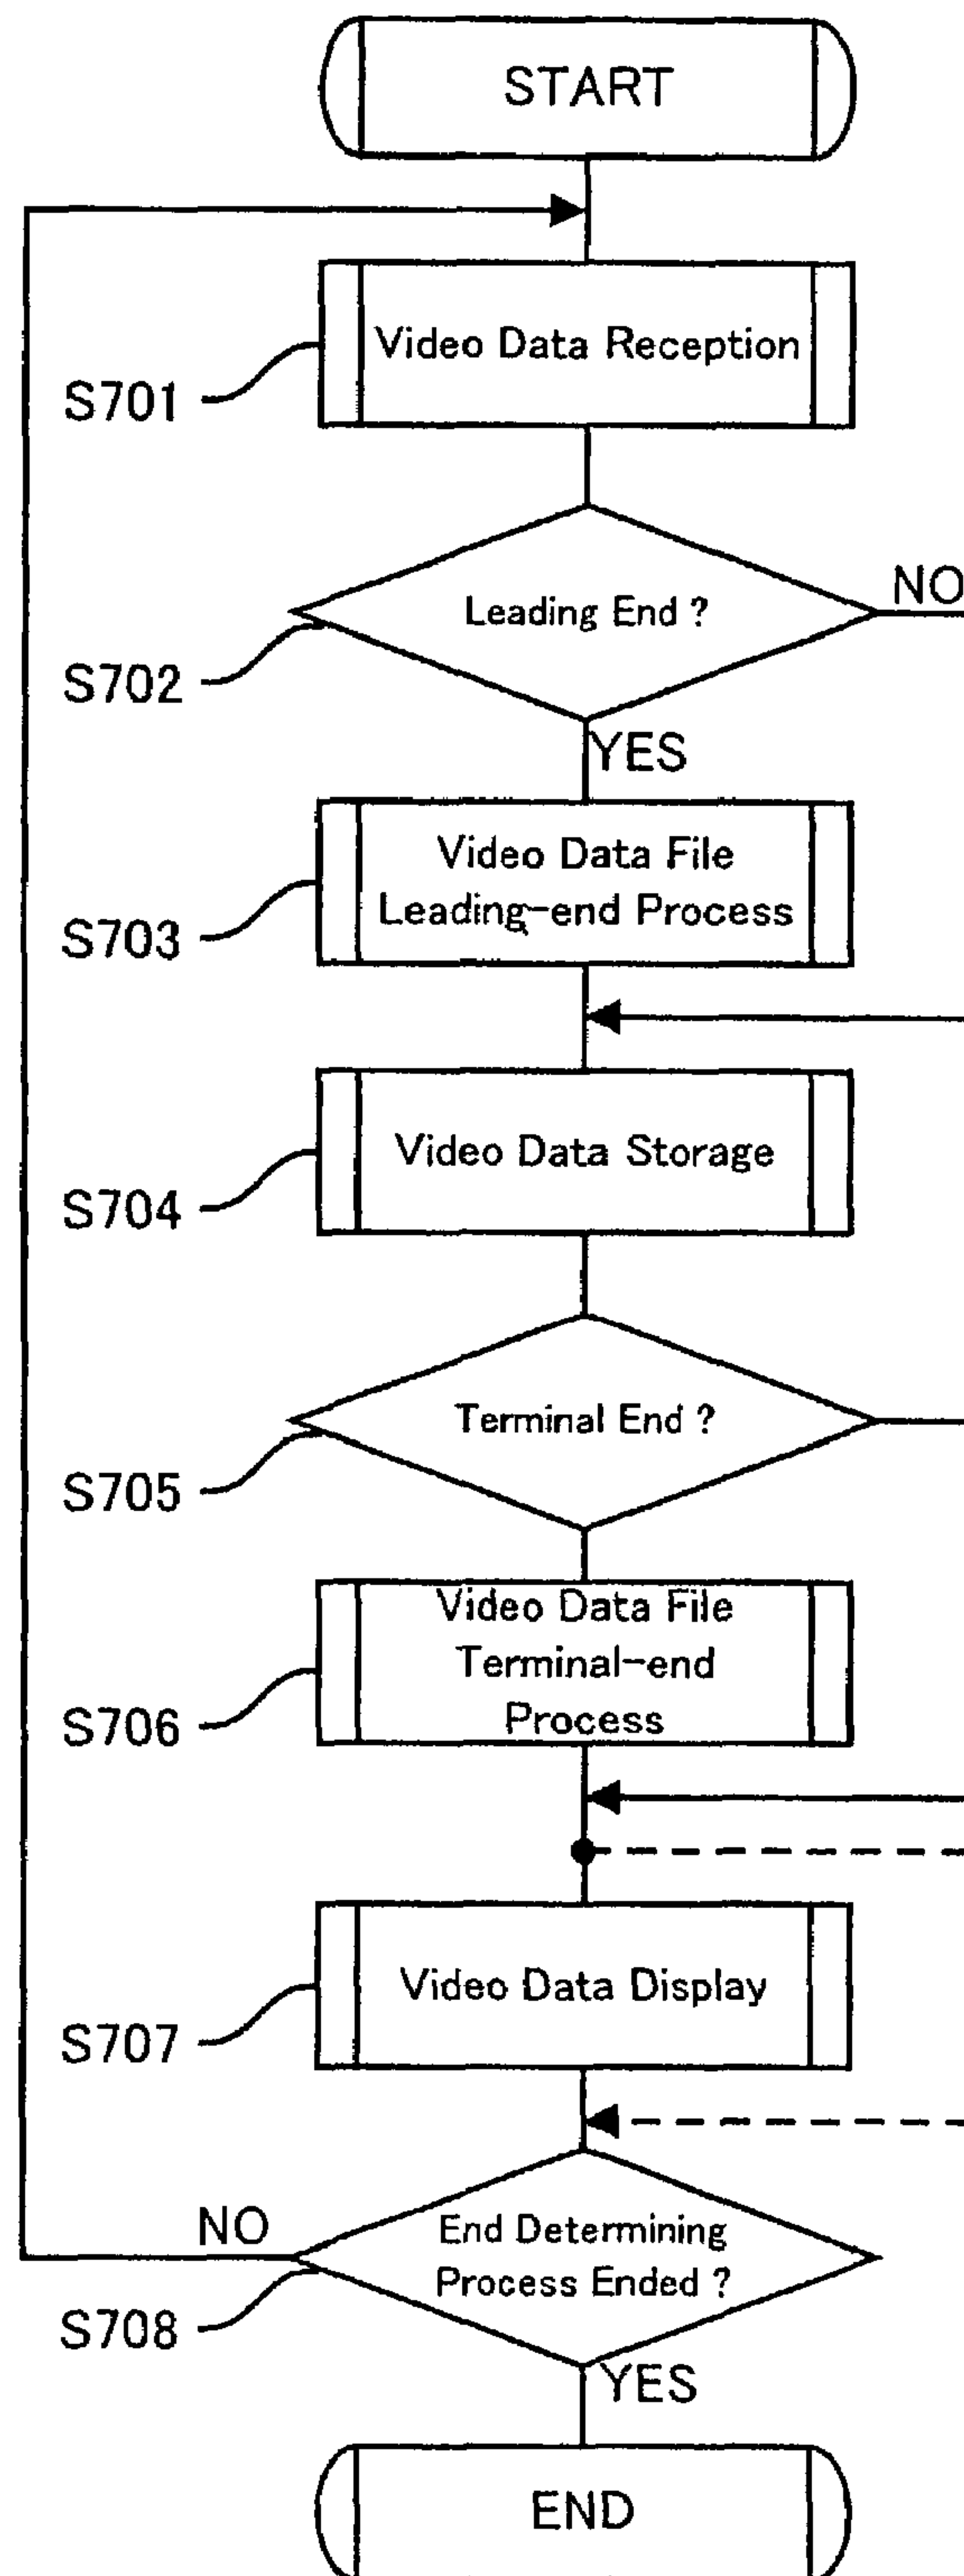 START
Video Data Reception
S701
NO
Leading End ?
S702
YES
Video Data File
Leading-end Process
S703
Video Data Storage
S704
Terminal End ?
S705
Video Data File
Terminal-end
Process
S706
Video Data Display
S707
NO
End Determining
Process Ended ?
S708
YES
END